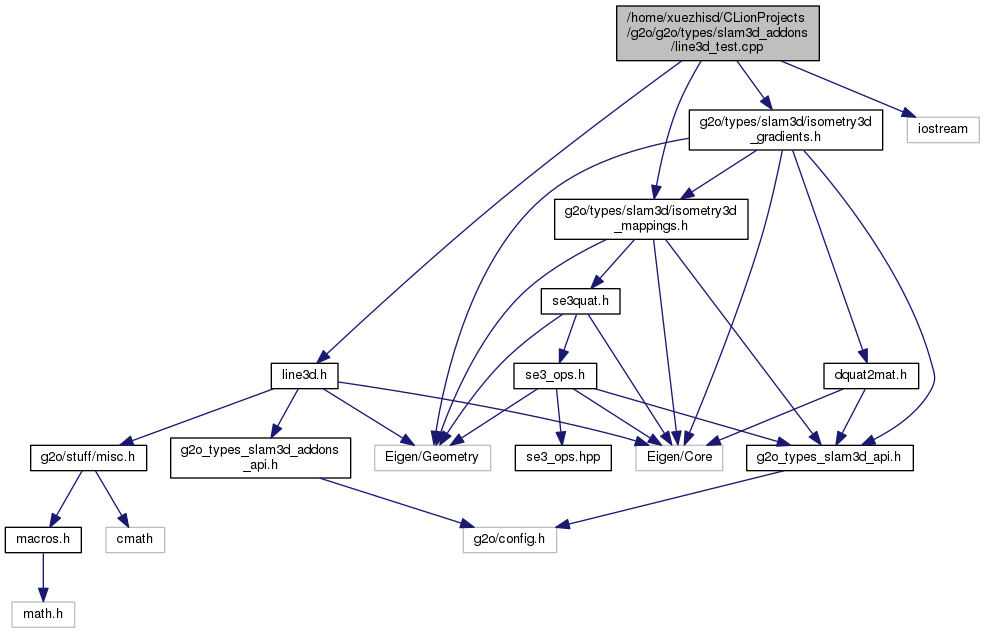 /home/xuezhisd/CLionProjects
/g2o/g2o/types/slam3d_addons
/line3d_test.cpp
g2o/types/slam3d/isometry3d
_gradients.h
iostream
g2o/types/slam3d/isometry3d
_mappings.h
se3quat.h
line3d.h
se3_ops.h
dquat2mat.h
g2o/stuff/misc.h
g2o_types_slam3d_addons
_api.h
Eigen/Geometry
se3_ops.hpp
Eigen/Core
g2o_types_slam3d_api.h
macros.h
cmath
g2o/config.h
math.h